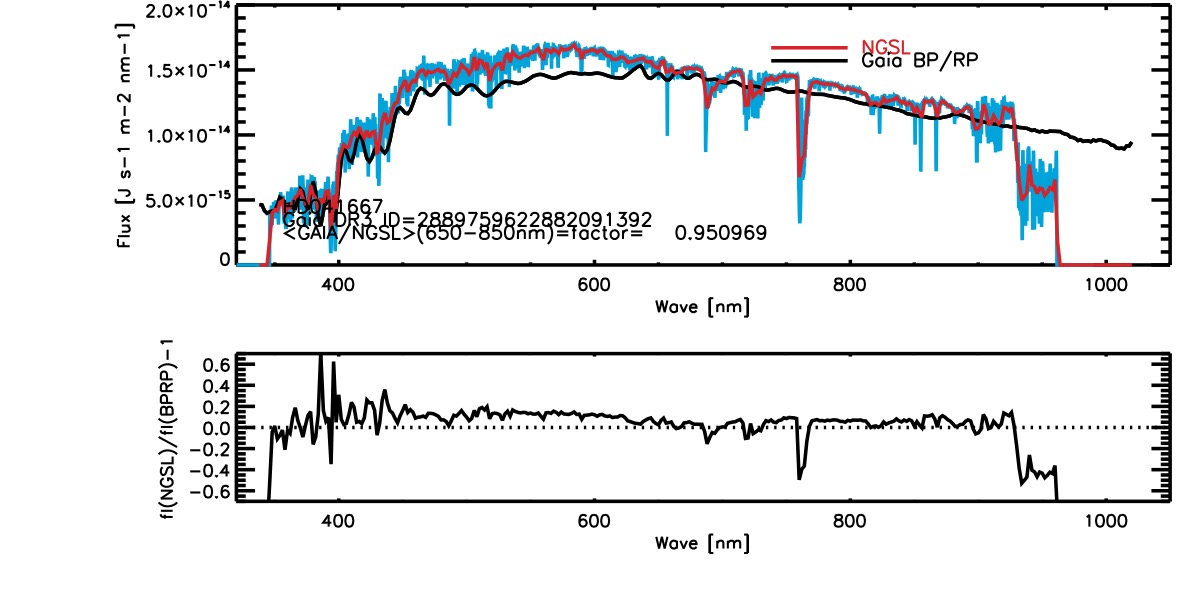 2.0×10⁻¹⁴
1.5×10⁻¹⁴
1.0×10⁻¹⁴
5.0×10⁻¹⁵
0
Flux [J s−1 m−2 nm−1]
NGSL
Gaia BP/RP
HD041667
Gaia DR3 ID=2889759622882091392
<GAIA/NGSL>(650−850nm)=factor= 0.950969
400 600 800 1000
Wave [nm]
fl(NGSL)/fl(BPRP)−1
0.6
0.4
0.2
0.0
−0.2
−0.4
−0.6
400 600 800 1000
Wave [nm]